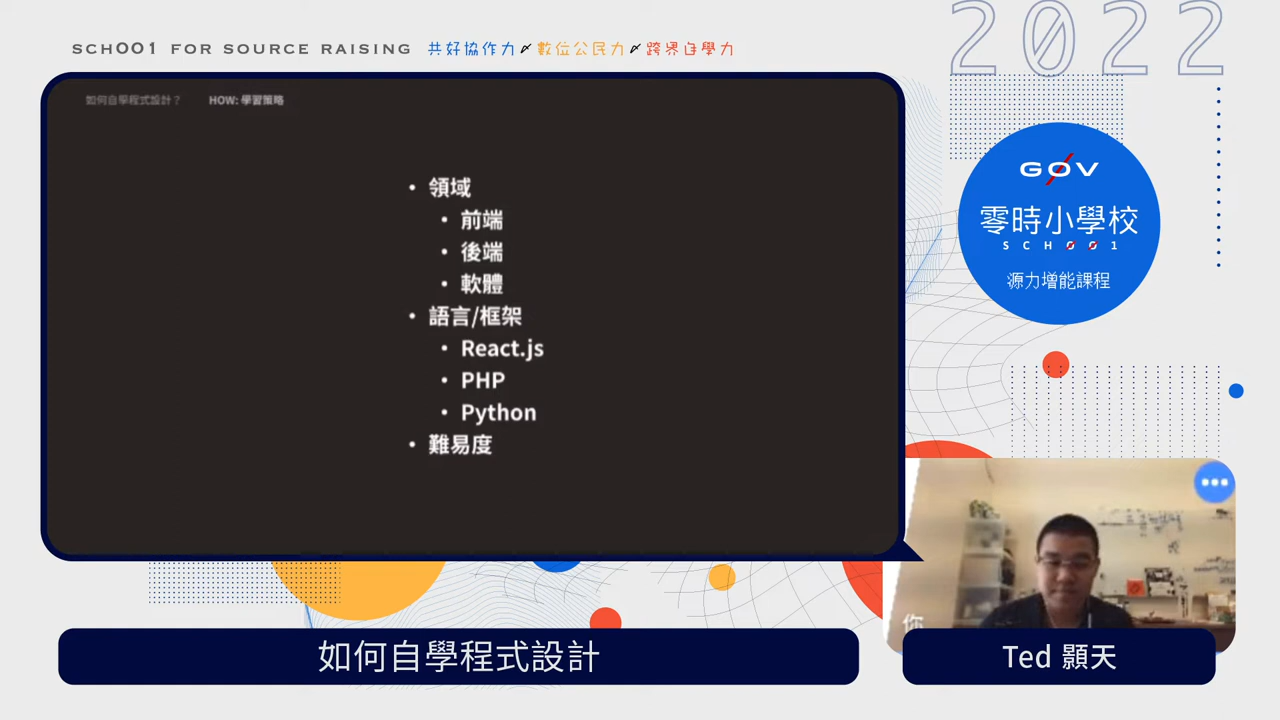 SCH001 FOR SOURCE RAISING 共好協作力 數位公民力 跨界自學力
2022
如何自學程式設計？ HOW: 學習策略
• 領域
• 前端
• 後端
• 軟體
• 語言/框架
• React.js
• PHP
• Python
• 難易度
G0V
零時小學校
SCH001
源力增能課程
你
如何自學程式設計
Ted 顥天